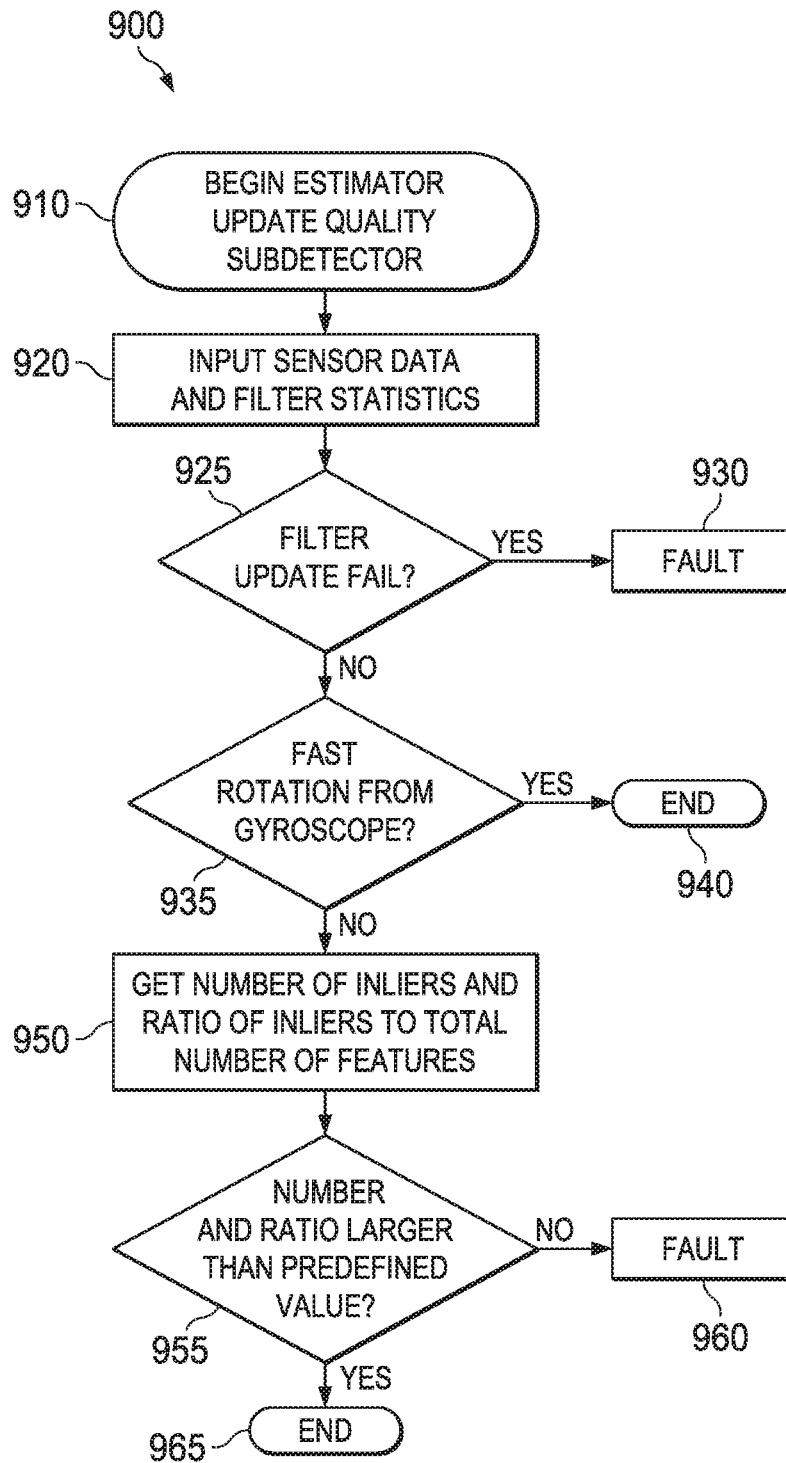 900
910
BEGIN ESTIMATOR
UPDATE QUALITY
SUBDETECTOR
920
INPUT SENSOR DATA
AND FILTER STATISTICS
925
FILTER
UPDATE FAIL?
YES
930
FAULT
NO
FAST
ROTATION FROM
GYROSCOPE?
935
YES
END
940
NO
950
GET NUMBER OF INLIERS AND
RATIO OF INLIERS TO TOTAL
NUMBER OF FEATURES
NUMBER
AND RATIO LARGER
THAN PREDEFINED
VALUE?
955
NO
FAULT
960
YES
END
965